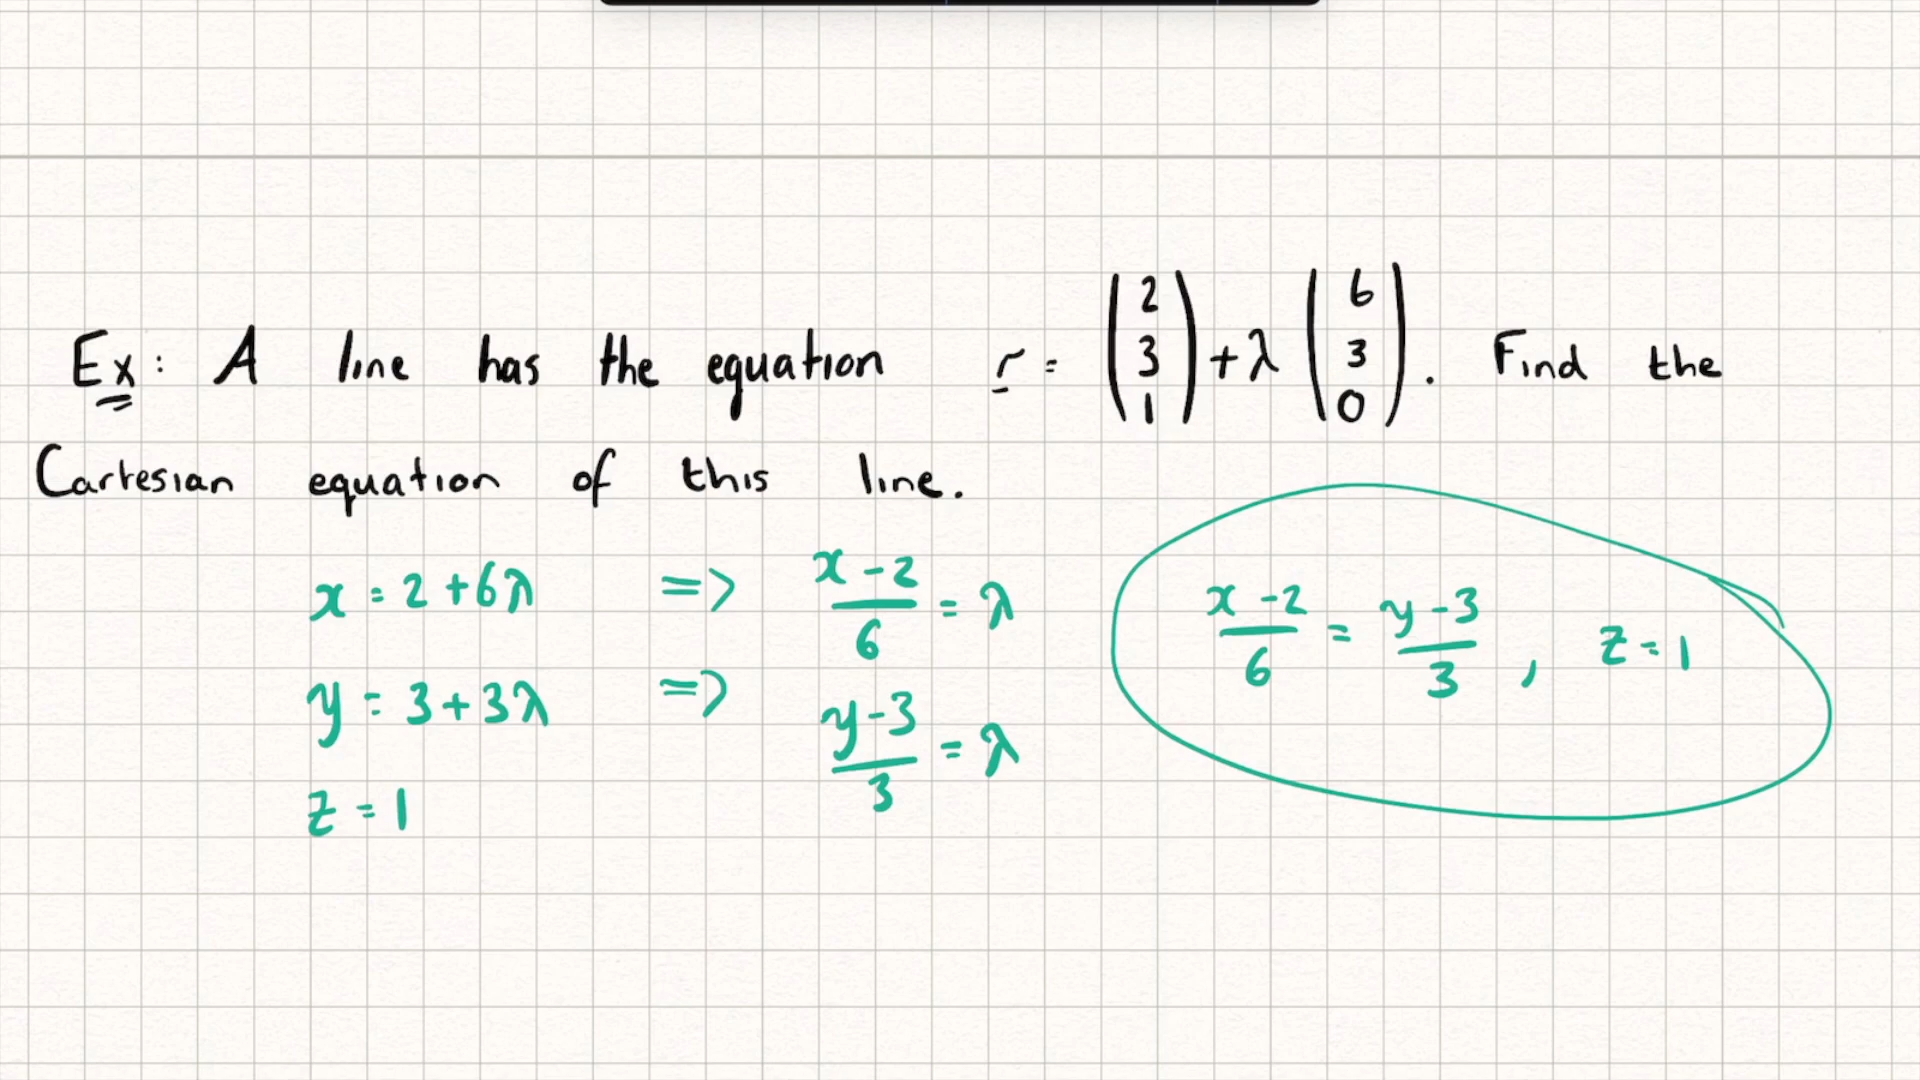 Ex: A line has the equation r = (2 3 1) + λ (6 3 0). Find the
Cartesian equation of this line.
x = 2 + 6λ => x - 2 / 6 = λ
y = 3 + 3λ => y - 3 / 3 = λ
z = 1
x - 2 / 6 = y - 3 / 3 , z = 1